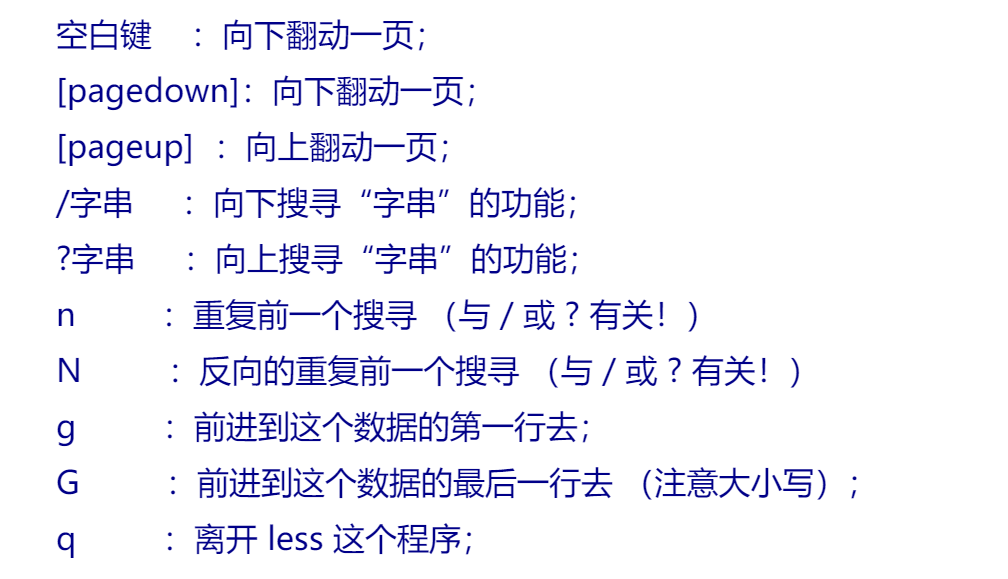 空白键 ：向下翻动一页；
[pagedown]：向下翻动一页；
[pageup] ：向上翻动一页；
/字串 ：向下搜寻“字串”的功能；
?字串 ：向上搜寻“字串”的功能；
n ：重复前一个搜寻 （与 / 或 ? 有关！）
N ：反向的重复前一个搜寻 （与 / 或 ? 有关！）
g ：前进到这个数据的第一行去；
G ：前进到这个数据的最后一行去 （注意大小写）；
q ：离开 less 这个程序；